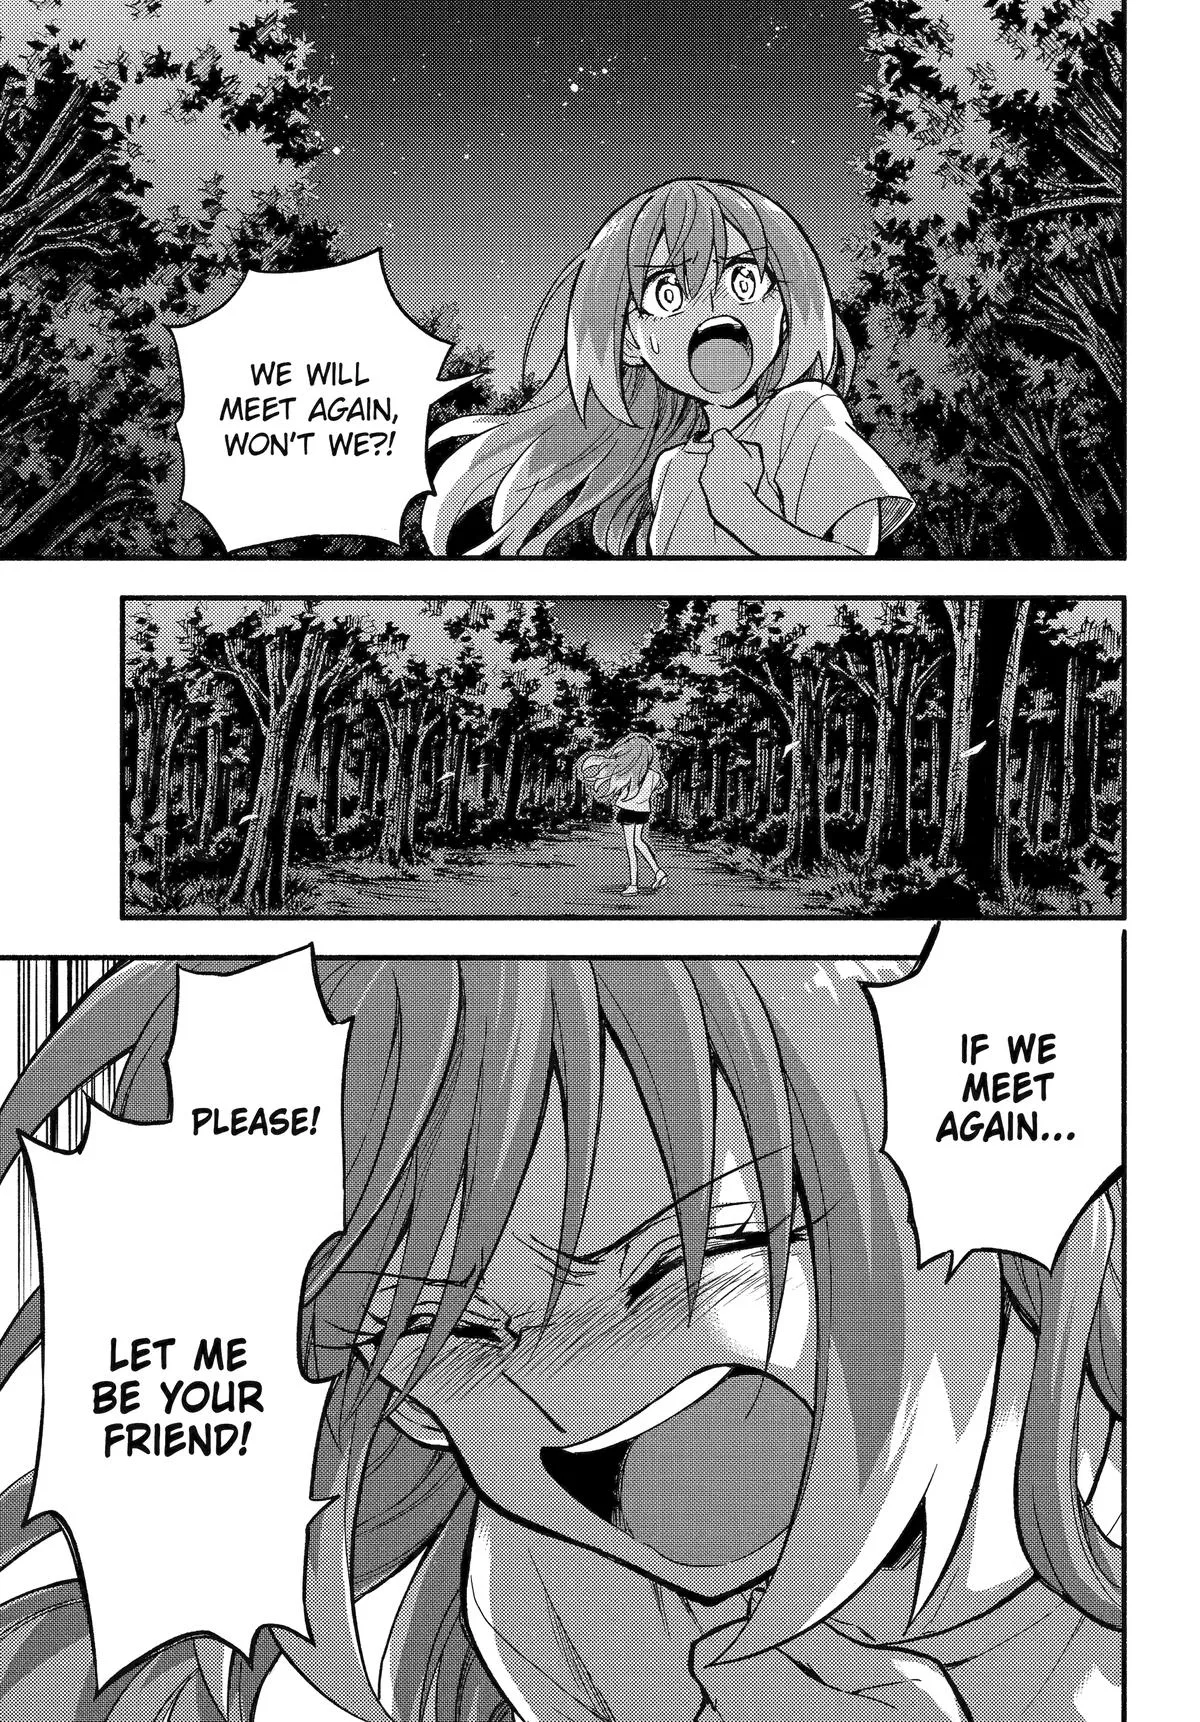 WE WILL
MEET AGAIN,
WON'T WE?!
IF WE
MEET
AGAIN...
PLEASE!
LET ME
BE YOUR
FRIEND!